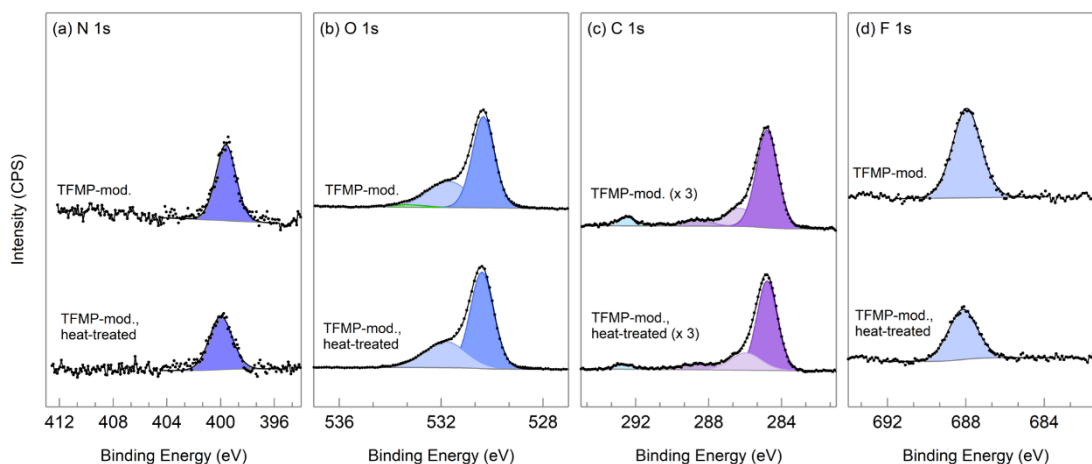 (a) N 1s
(b) O 1s
(c) C 1s
(d) F 1s
Intensity (CPS)
TFMP-mod.
TFMP-mod.
TFMP-mod. (x 3)
TFMP-mod.
TFMP-mod.,
heat-treated
TFMP-mod.,
heat-treated
TFMP-mod.,
heat-treated (x 3)
TFMP-mod.,
heat-treated
412 408 404 400 396
536 532 528
292 288 284
692 688 684
Binding Energy (eV)
Binding Energy (eV)
Binding Energy (eV)
Binding Energy (eV)